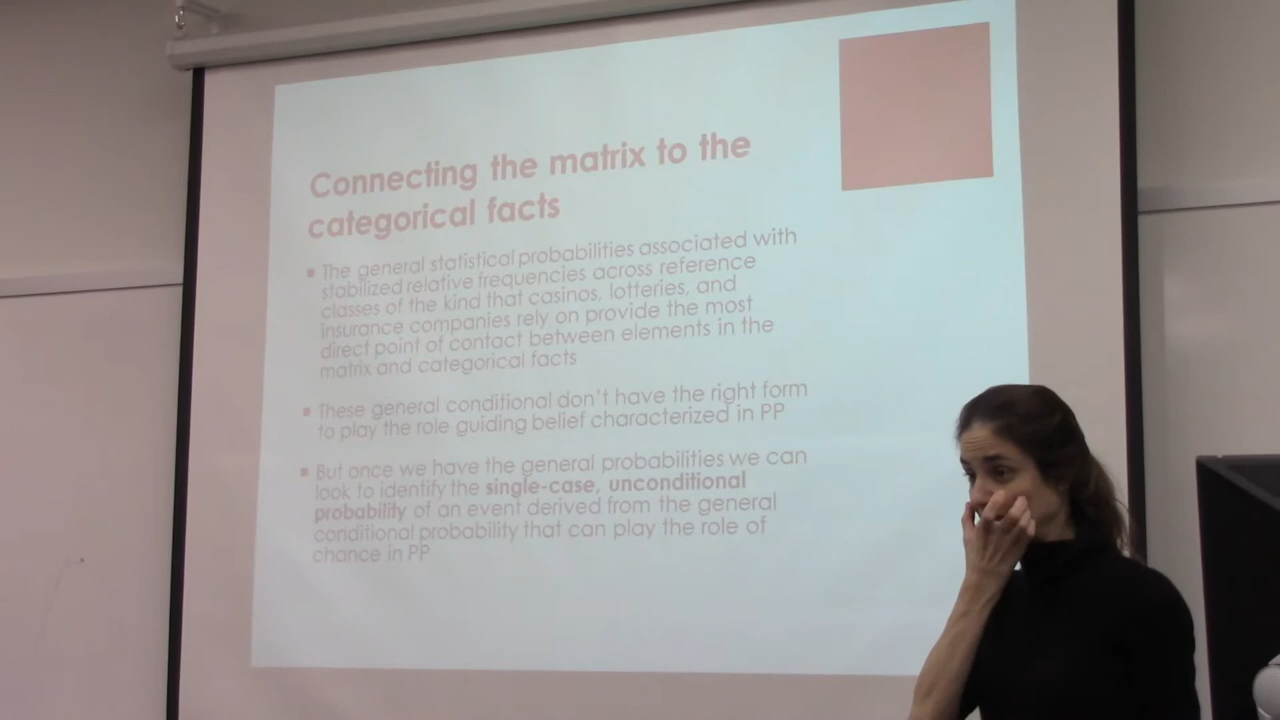 Connecting the matrix to the
categorical facts
The general statistical probabilities associated with
stabilized relative frequencies across reference
classes of the kind that casinos, lotteries, and
insurance companies rely on provide the most
direct point of contact between elements in the
matrix and categorical facts
These general conditional don't have the right form
to play the role guiding belief characterized in PP
But once we have the general probabilities we can
look to identify the single-case, unconditional
probability of an event derived from the general
conditional probability that can play the role of
chance in PP